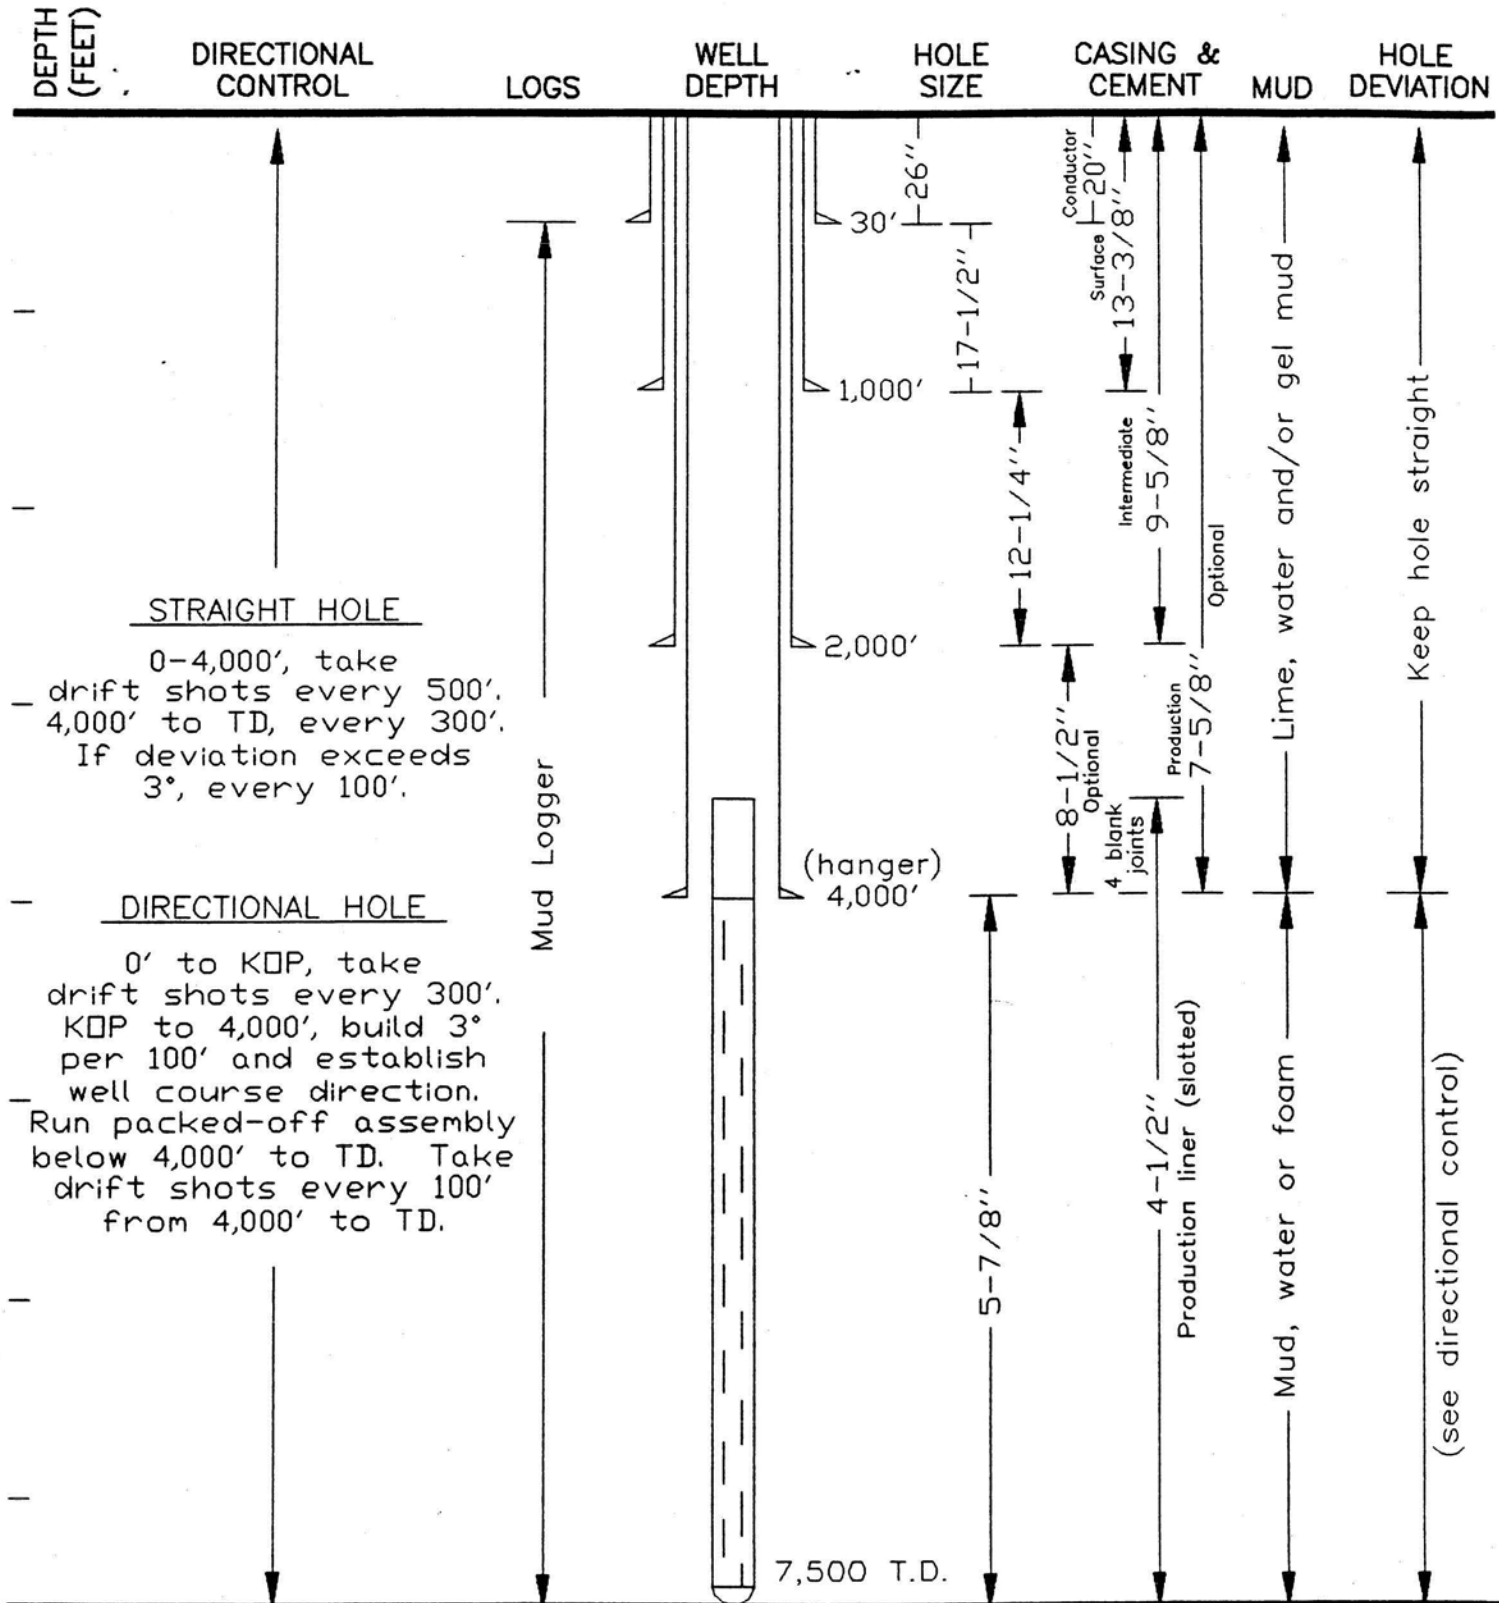 DEPTH
(FEET)
DIRECTIONAL
CONTROL
LOGS
WELL
DEPTH
HOLE
SIZE
CASING &
CEMENT
MUD
HOLE
DEVIATION
STRAIGHT HOLE
0-4,000', take
drift shots every 500'.
4,000' to TD, every 300'.
If deviation exceeds
3°, every 100'.
DIRECTIONAL HOLE
0' to KOP, take
drift shots every 300'.
KOP to 4,000', build 3°
per 100' and establish
well course direction.
Run packed-off assembly
below 4,000' to TD. Take
drift shots every 100'
from 4,000' to TD.
Mud Logger
30'
1,000'
2,000'
(hanger)
4,000'
7,500 T.D.
26''
17-1/2''
12-1/4''
8-1/2''
Optional
5-7/8''
Conductor
20''
Surface
13-3/8''
Intermediate
9-5/8''
Optional
Production
7-5/8''
4 blank
joints
4-1/2''
Production liner (slotted)
Lime, water and/or gel mud
Mud, water or foam
Keep hole straight
(see directional control)